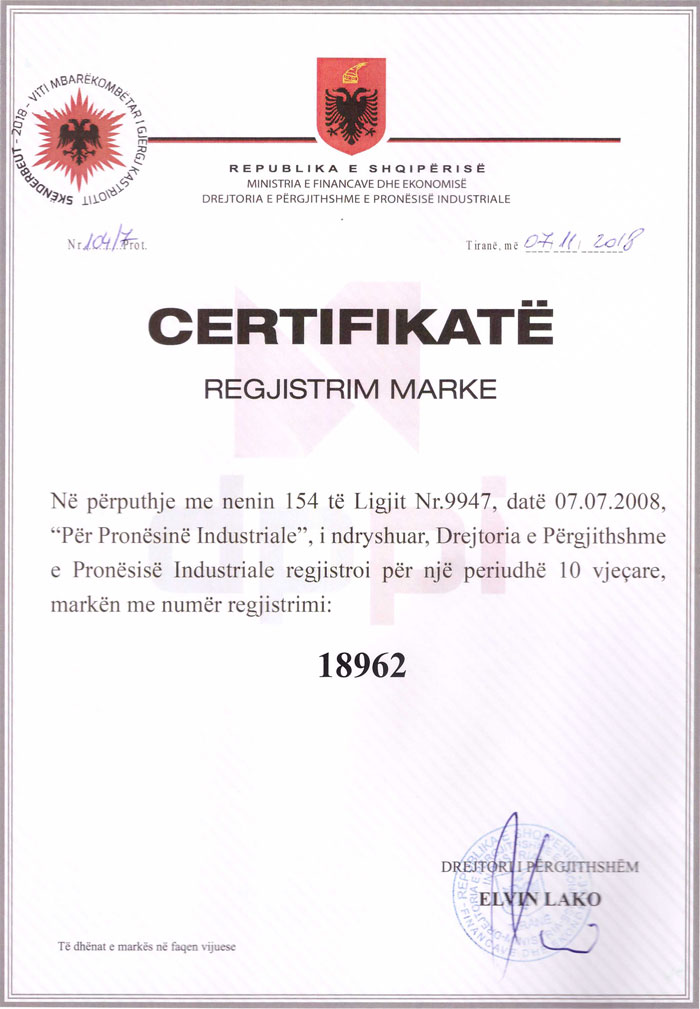 2018 - VITI MBARËKOMBËTAR I GJERGJ KASTRIOTIT SKËNDERBEUT -
REPUBLIKA E SHQIPËRISË
MINISTRIA E FINANCAVE DHE EKONOMISË
DREJTORIA E PËRGJITHSHME E PRONËSISË INDUSTRIALE
Nr. 104/7 Prot.
Tiranë, më 07.11. 2018
CERTIFIKATË
REGJISTRIM MARKE
dppi
Në përputhje me nenin 154 të Ligjit Nr.9947, datë 07.07.2008,
“Për Pronësinë Industriale”, i ndryshuar, Drejtoria e Përgjithshme
e Pronësisë Industriale regjistroi për një periudhë 10 vjeçare,
markën me numër regjistrimi:
18962
DREJTORI I PËRGJITHSHËM
ELVIN LAKO
Të dhënat e markës në faqen vijuese